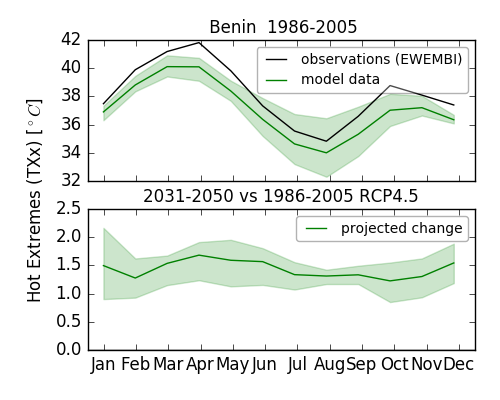 Benin 1986-2005
42
40
38
36
34
32
observations (EWEMBI)
model data
Hot Extremes (TXx) [°C]
2031-2050 vs 1986-2005 RCP4.5
2.5
2.0
1.5
1.0
0.5
0.0
projected change
Jan Feb Mar Apr May Jun Jul Aug Sep Oct Nov Dec